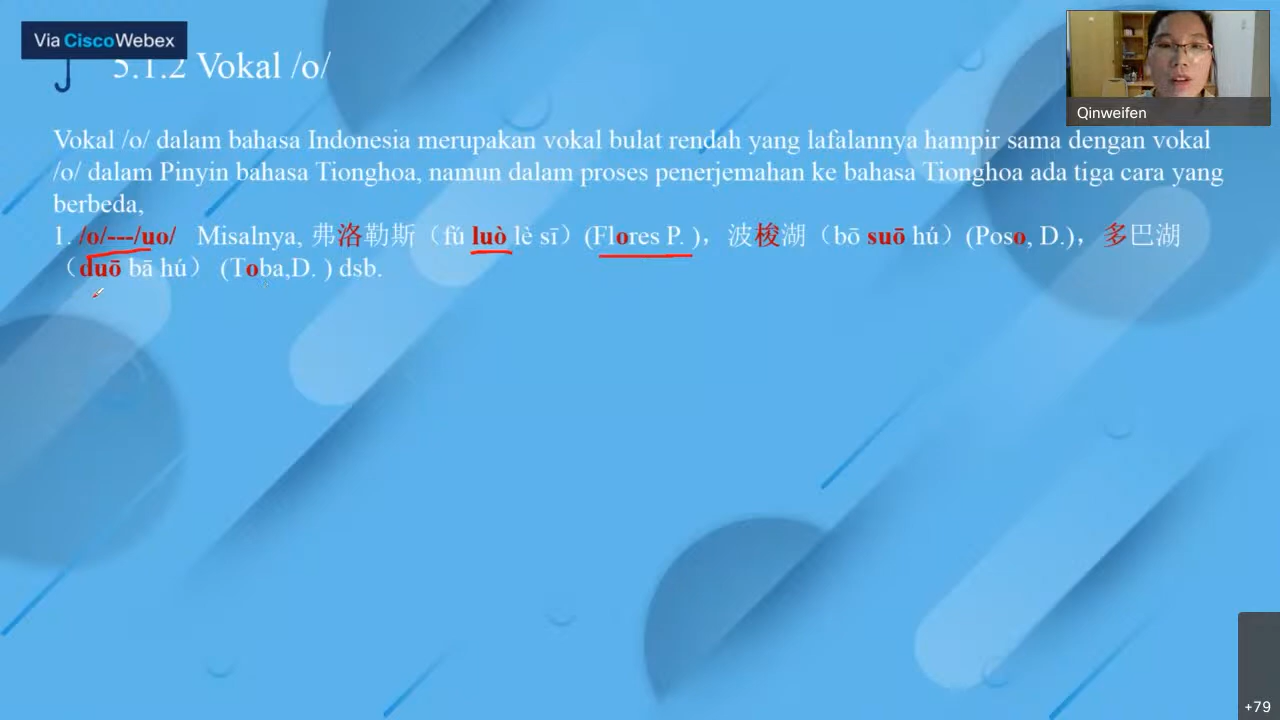 Via CiscoWebex
5.1.2 Vokal /o/
Qinweifen
Vokal /o/ dalam bahasa Indonesia merupakan vokal bulat rendah yang lafalannya hampir sama dengan vokal
/o/ dalam Pinyin bahasa Tionghoa, namun dalam proses penerjemahan ke bahasa Tionghoa ada tiga cara yang
berbeda,
1. /o/---/uo/ Misalnya, 弗洛勒斯（fú luò lè sī）(Flores P. )，波梭湖（bō suō hú）(Poso, D.)，多巴湖
（duō bā hú） (Toba,D. ) dsb.
+79